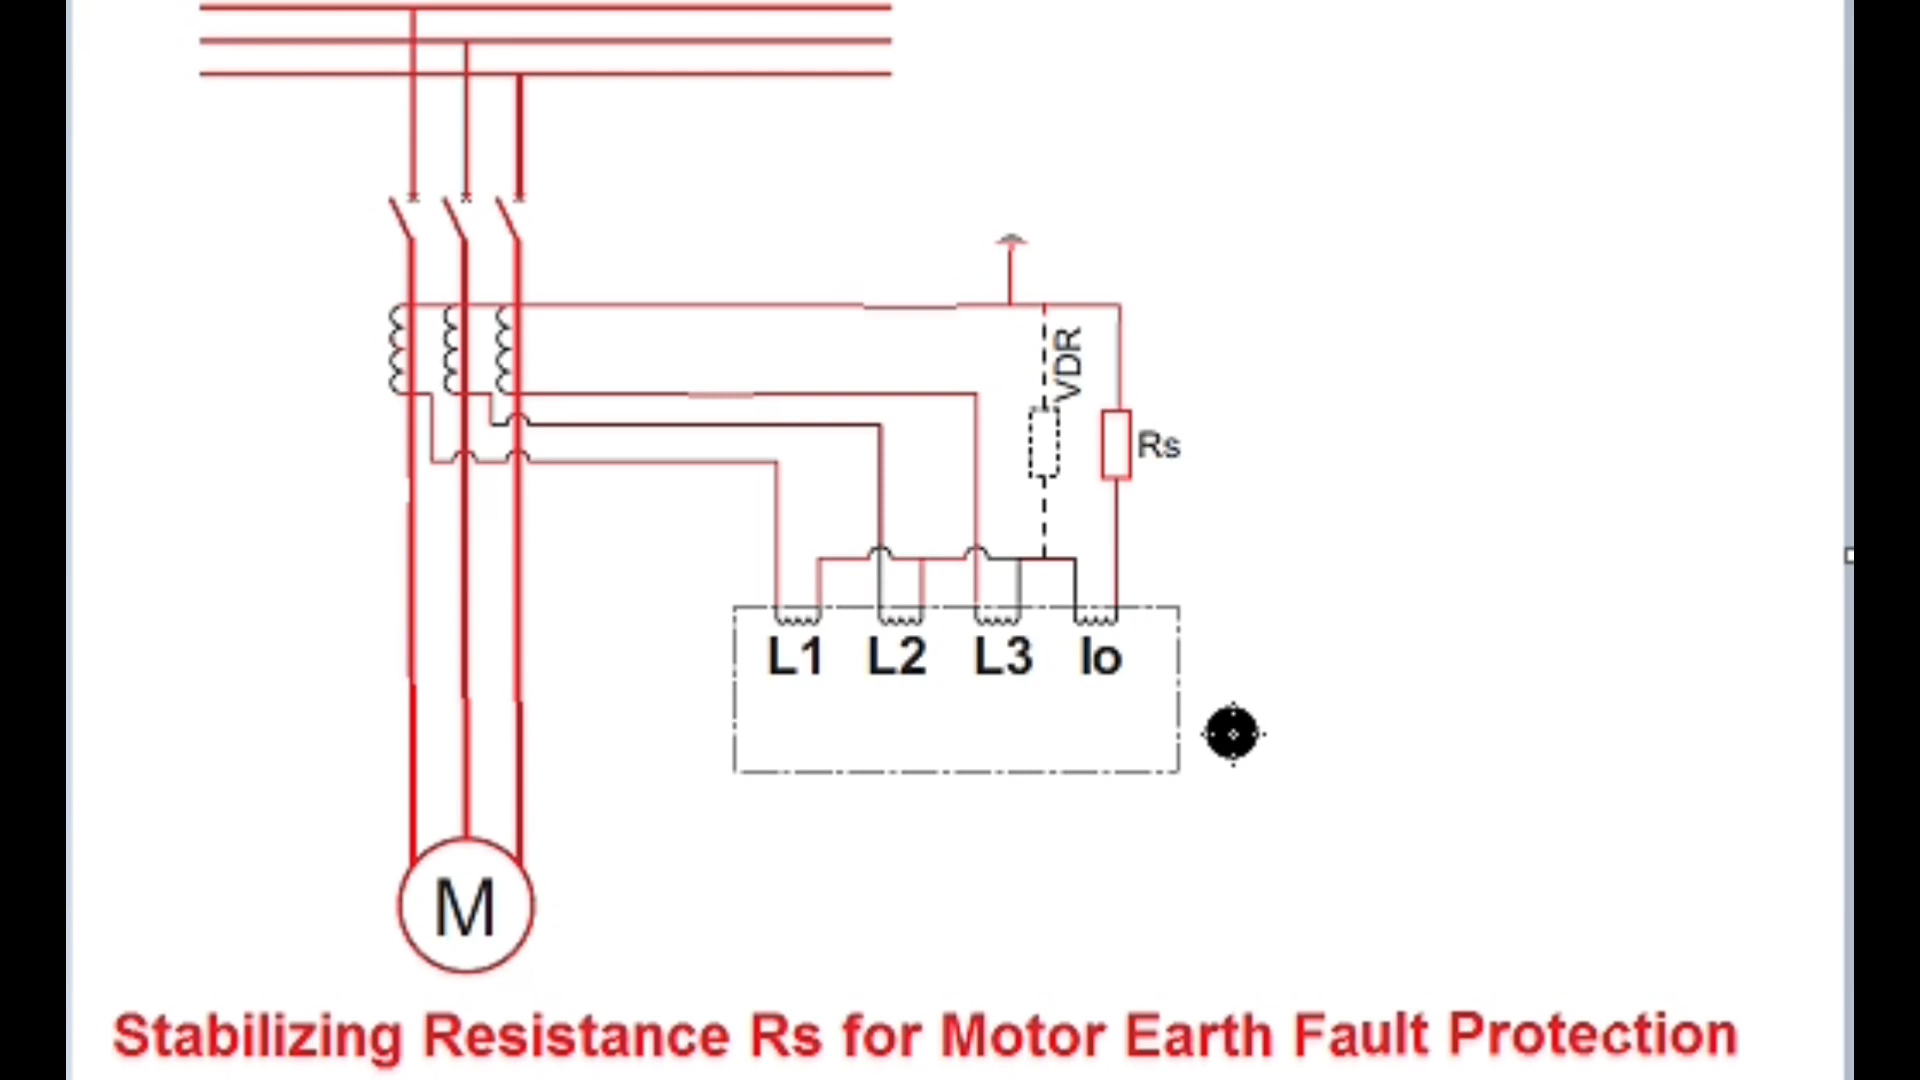 VDR
Rs
L1 L2 L3 Io
M
Stabilizing Resistance Rs for Motor Earth Fault Protection